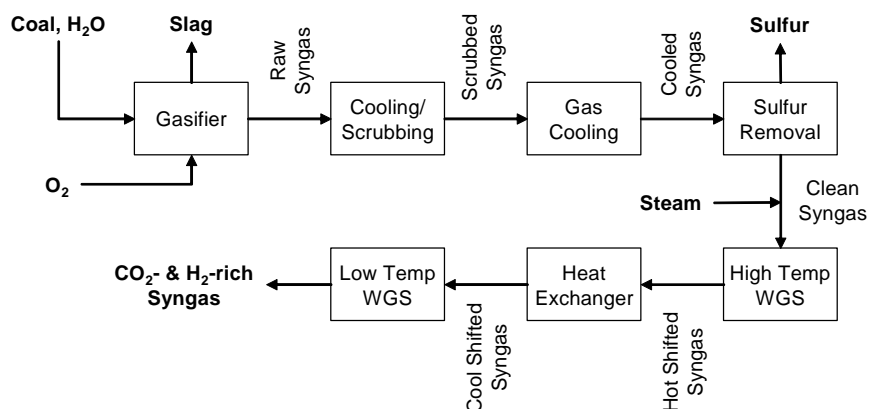 Coal, H₂O
Slag
Raw
Syngas
Scrubbed
Syngas
Cooled
Syngas
Sulfur
Gasifier
Cooling/
Scrubbing
Gas
Cooling
Sulfur
Removal
O₂
Steam
Clean
Syngas
CO₂- & H₂-rich
Syngas
Low Temp
WGS
Heat
Exchanger
High Temp
WGS
Cool Shifted
Syngas
Hot Shifted
Syngas